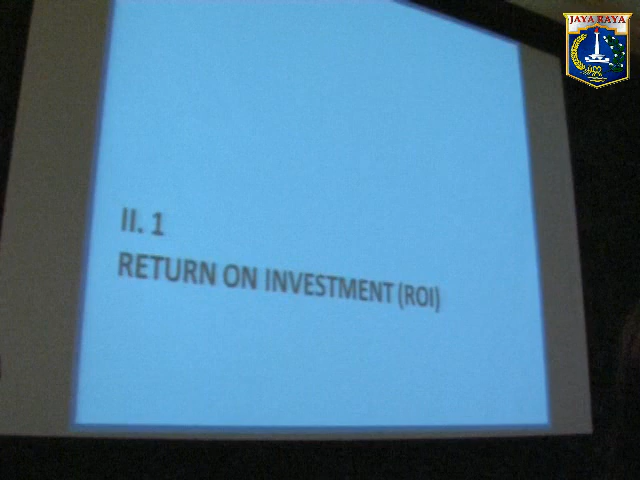 JAYA RAYA
II. 1
RETURN ON INVESTMENT (ROI)